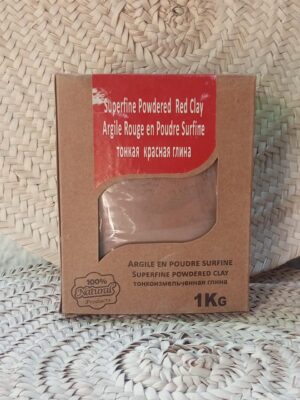 Superfine Powdered Red Clay
Argile Rouge en Poudre Surfine
тонкая красная глина
ARGILE EN POUDRE SURFINE
SUPERFINE POWDERED CLAY
тонкоизмельченная глина
100%
Natural
Products
1KG